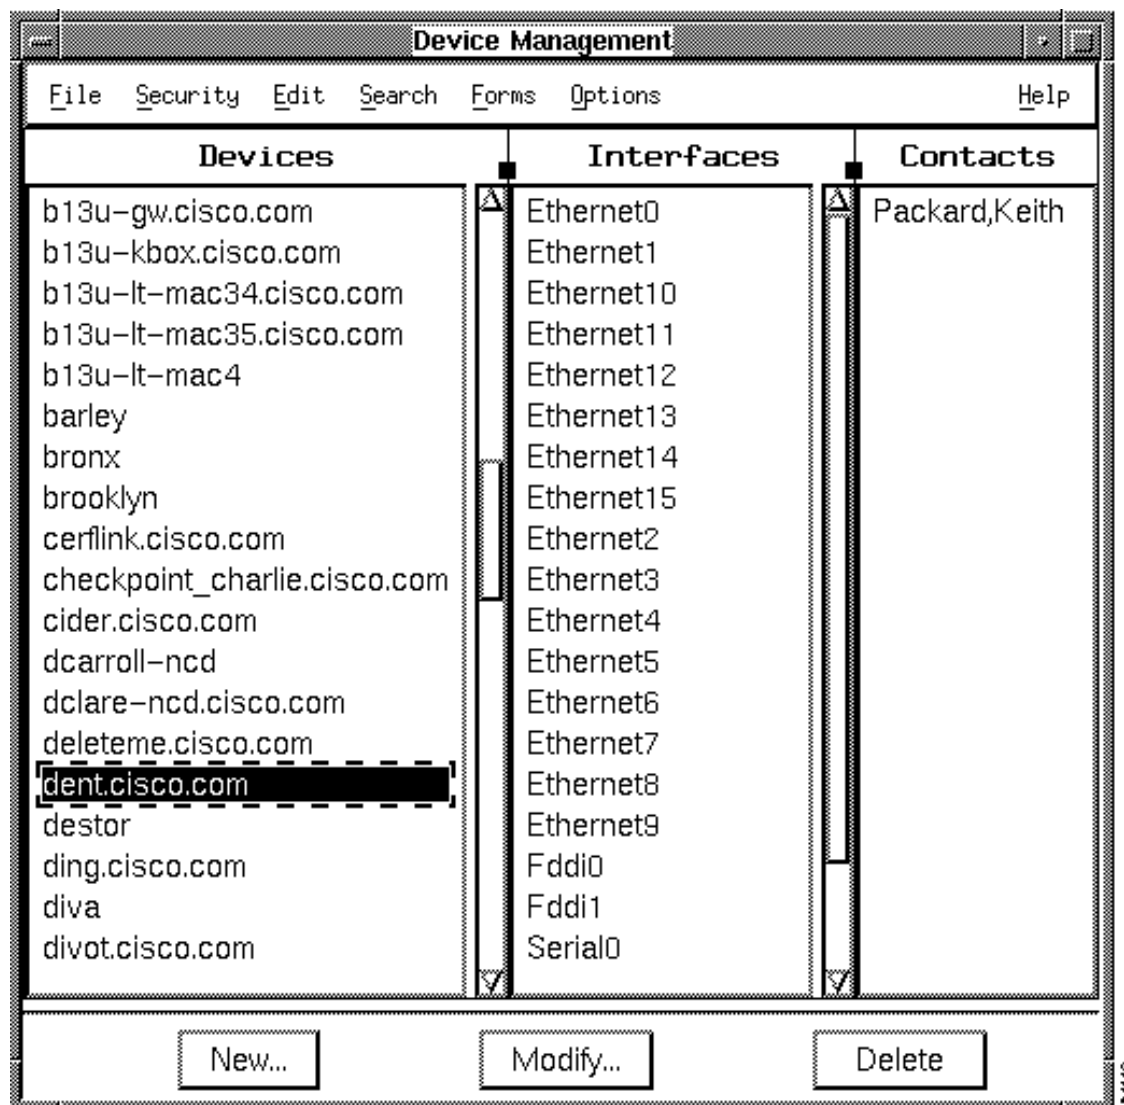 Device Management
File Security Edit Search Forms Options Help
Devices
Interfaces
Contacts
b13u-gw.cisco.com
b13u-kbox.cisco.com
b13u-lt-mac34.cisco.com
b13u-lt-mac35.cisco.com
b13u-lt-mac4
barley
bronx
brooklyn
cerflink.cisco.com
checkpoint_charlie.cisco.com
cider.cisco.com
dcarroll-ncd
dclare-ncd.cisco.com
deleteme.cisco.com
dent.cisco.com
destor
ding.cisco.com
diva
divot.cisco.com
Ethernet0
Ethernet1
Ethernet10
Ethernet11
Ethernet12
Ethernet13
Ethernet14
Ethernet15
Ethernet2
Ethernet3
Ethernet4
Ethernet5
Ethernet6
Ethernet7
Ethernet8
Ethernet9
Fddi0
Fddi1
Serial0
Packard,Keith
New...
Modify...
Delete